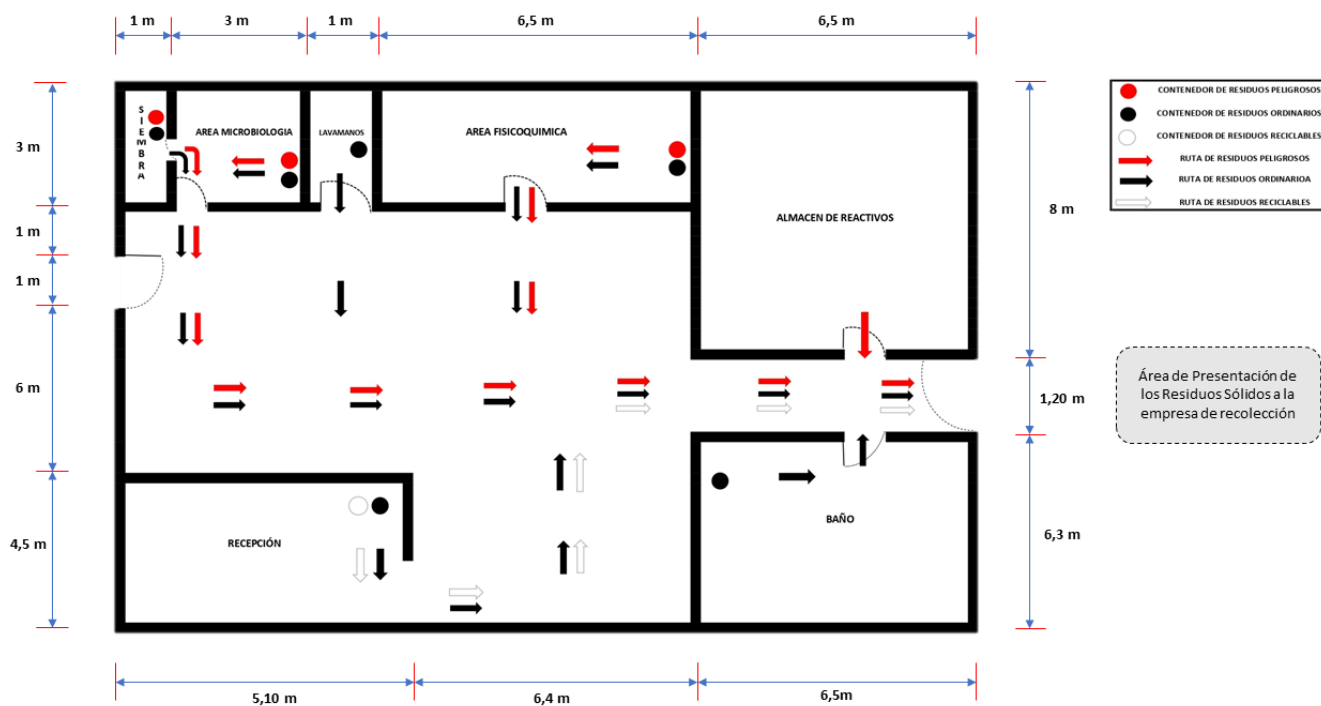 1 m
3 m
1 m
6,5 m
6,5 m
3 m
1 m
1 m
6 m
4,5 m
SIEMBRA
AREA MICROBIOLOGIA
LAVAMANOS
AREA FISICOQUIMICA
ALMACEN DE REACTIVOS
RECEPCIÓN
BAÑO
8 m
1,20 m
6,3 m
5,10 m
6,4 m
6,5m
CONTENEDOR DE RESIDUOS PELIGROSOS
CONTENEDOR DE RESIDUOS ORDINARIOS
CONTENEDOR DE RESIDUOS RECICLABLES
RUTA DE RESIDUOS PELIGROSOS
RUTA DE RESIDUOS ORDINARIOA
RUTA DE RESIDUOS RECICLABLES
Área de Presentación de
los Residuos Sólidos a la
empresa de recolección